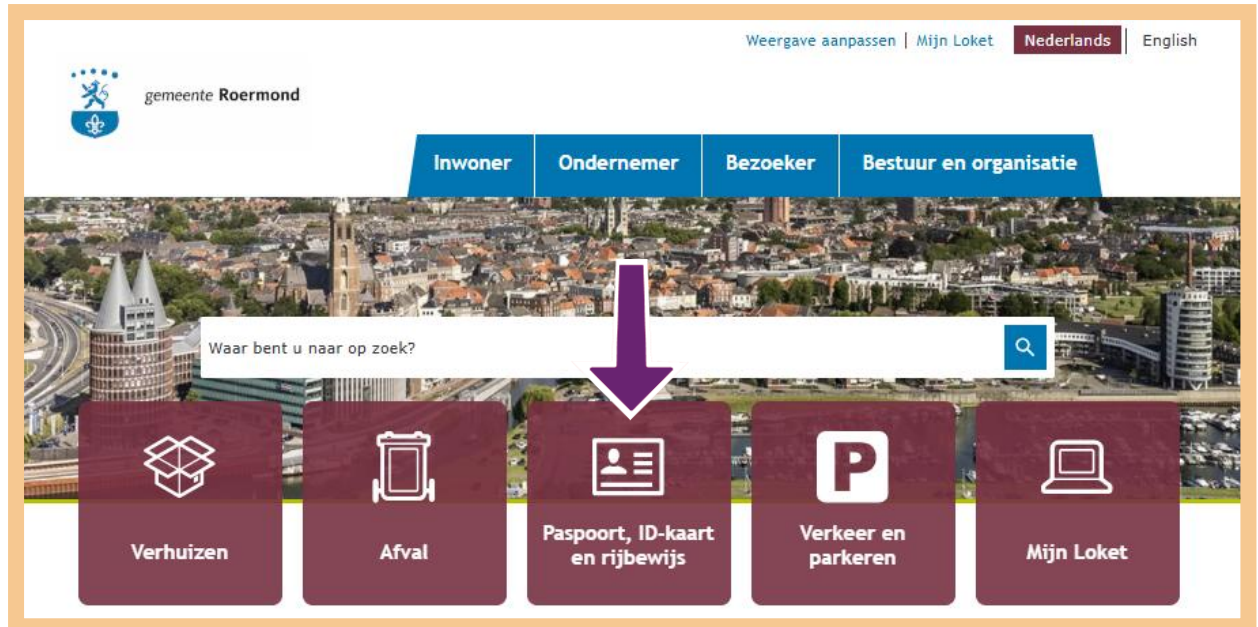 Weergave aanpassen | Mijn Loket Nederlands English
gemeente Roermond
Inwoner Ondernemer Bezoeker Bestuur en organisatie
Waar bent u naar op zoek?
Verhuizen
Afval
Paspoort, ID-kaart
en rijbewijs
P
Verkeer en
parkeren
Mijn Loket